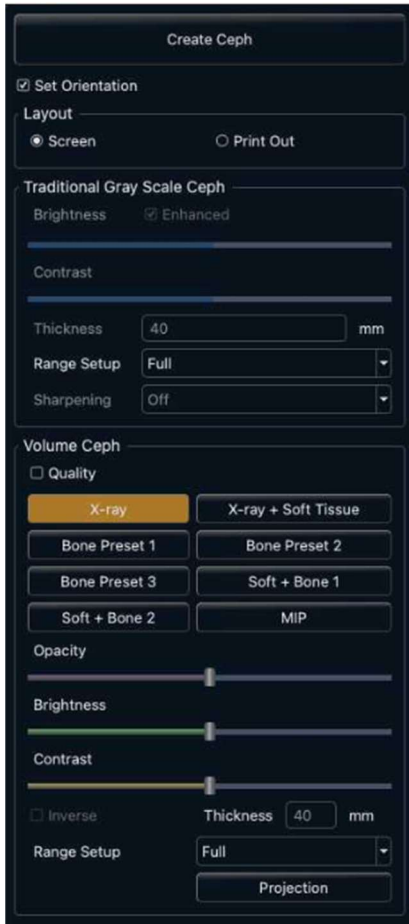 Create Ceph
Set Orientation
Layout
Screen Print Out
Traditional Gray Scale Ceph
Brightness Enhanced
Contrast
Thickness 40 mm
Range Setup Full
Sharpening Off
Volume Ceph
Quality
X-ray X-ray + Soft Tissue
Bone Preset 1 Bone Preset 2
Bone Preset 3 Soft + Bone 1
Soft + Bone 2 MIP
Opacity
Brightness
Contrast
Inverse Thickness 40 mm
Range Setup Full
Projection